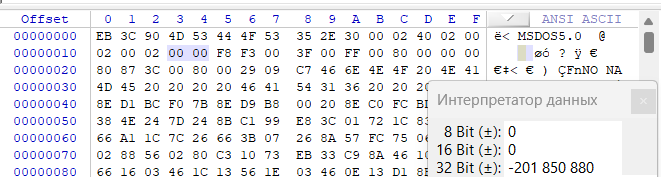 Offset 0 1 2 3 4 5 6 7 8 9 A B C D E F ANSI ASCII
00000000 EB 3C 90 4D 53 44 4F 53 35 2E 30 00 02 40 02 00 ë< MSDOS5.0 @
00000010 02 00 02 00 00 F8 F3 00 3F 00 FF 00 80 00 00 00 øó ? ÿ €
00000020 80 87 3C 00 80 00 29 09 C7 46 6E 4E 4F 20 4E 41 €‡< € ) ÇFnNO NA
00000030 4D 45 20 20 20 20 46 41 54 31 36 20 20 20
00000040 8E D1 BC F0 7B 8E D9 B8 00 20 8E C0 FC BD
00000050 38 4E 24 7D 24 8B C1 99 E8 3C 01 72 1C 83
00000060 66 A1 1C 7C 26 66 3B 07 26 8A 57 FC 75 06
00000070 02 88 56 02 80 C3 10 73 EB 33 C9 8A 46 10
00000080 66 16 03 46 1C 13 56 1E 03 46 0E 13 D1 8B
Интерпретатор данных ×
8 Bit (±): 0
16 Bit (±): 0
32 Bit (±): -201 850 880